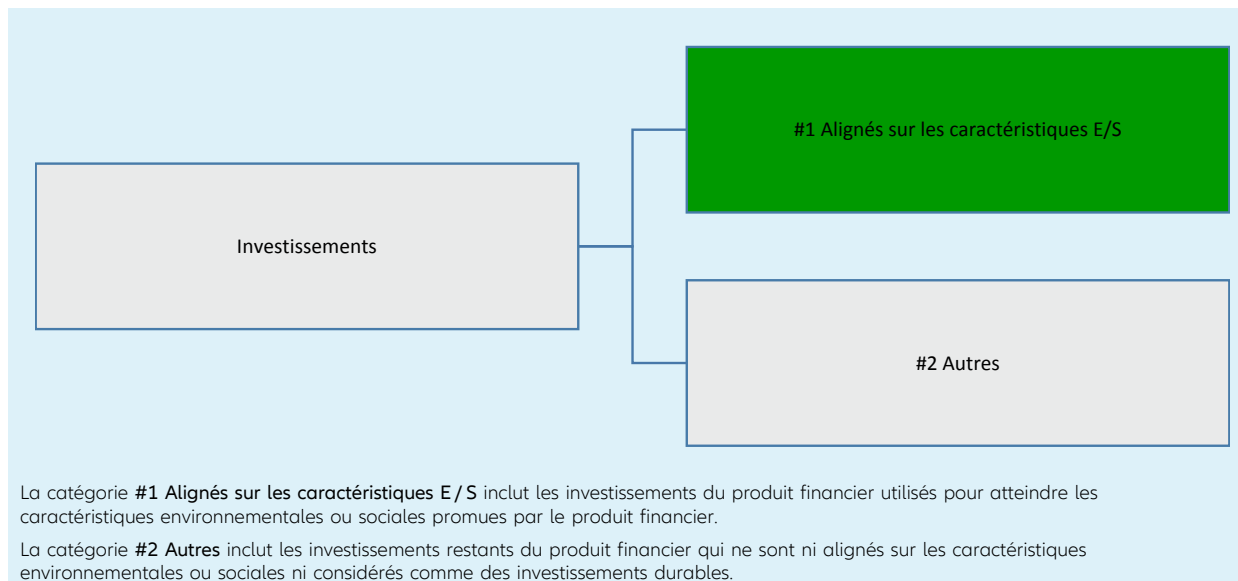 #1 Alignés sur les caractéristiques E/S
Investissements
#2 Autres
La catégorie #1 Alignés sur les caractéristiques E / S inclut les investissements du produit financier utilisés pour atteindre les
caractéristiques environnementales ou sociales promues par le produit financier.
La catégorie #2 Autres inclut les investissements restants du produit financier qui ne sont ni alignés sur les caractéristiques
environnementales ou sociales ni considérés comme des investissements durables.